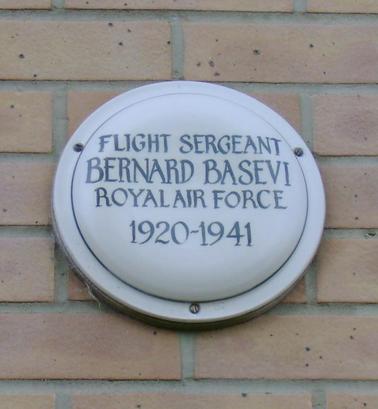 FLIGHT SERGEANT
BERNARD BASEVI
ROYAL AIR FORCE
1920-1941